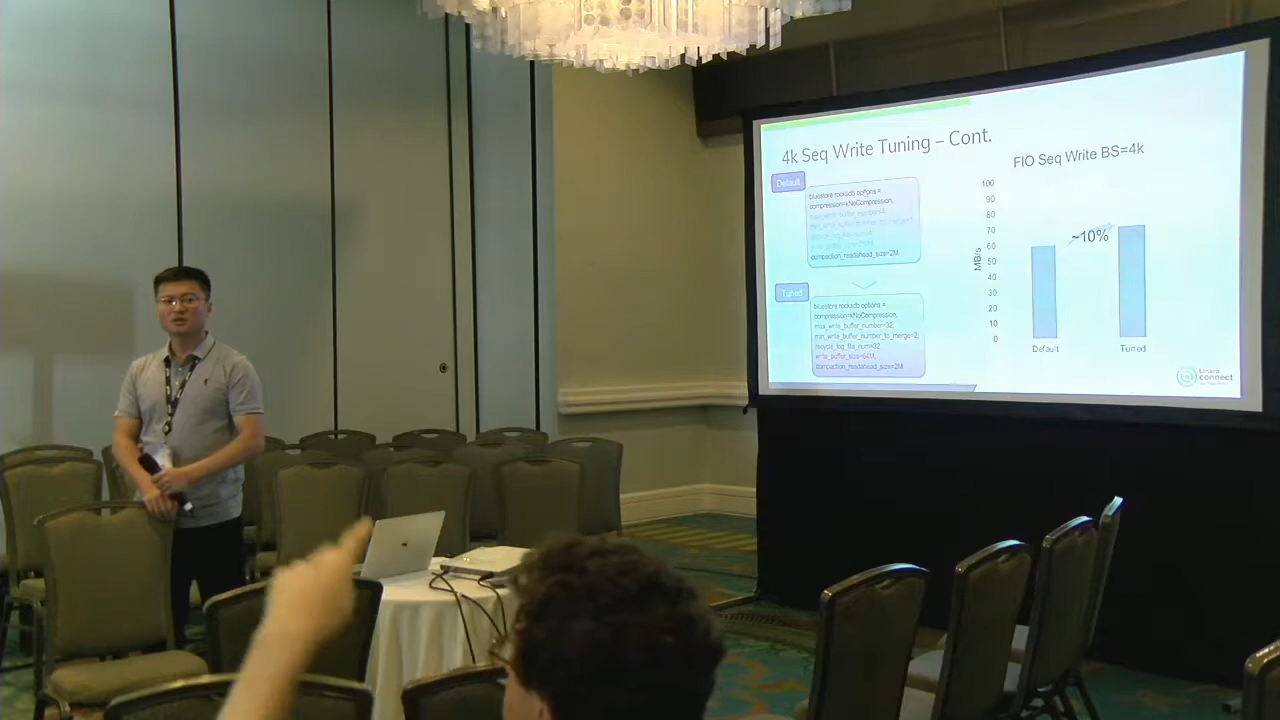 4k Seq Write Tuning – Cont.
Default
bluestore rocksdb options =
compression=kNoCompression,
compaction_readahead_size=2M
Tuned
bluestore rocksdb options =
compression=kNoCompression,
max_write_buffer_number=32,
min_write_buffer_number_to_merge=2,
recycle_log_file_num=32,
write_buffer_size=64M,
compaction_readahead_size=2M
FIO Seq Write BS=4k
100
90
80
70
60
50
40
30
20
10
0
MB/s
~10%
Default
Tuned
Linaro
connect